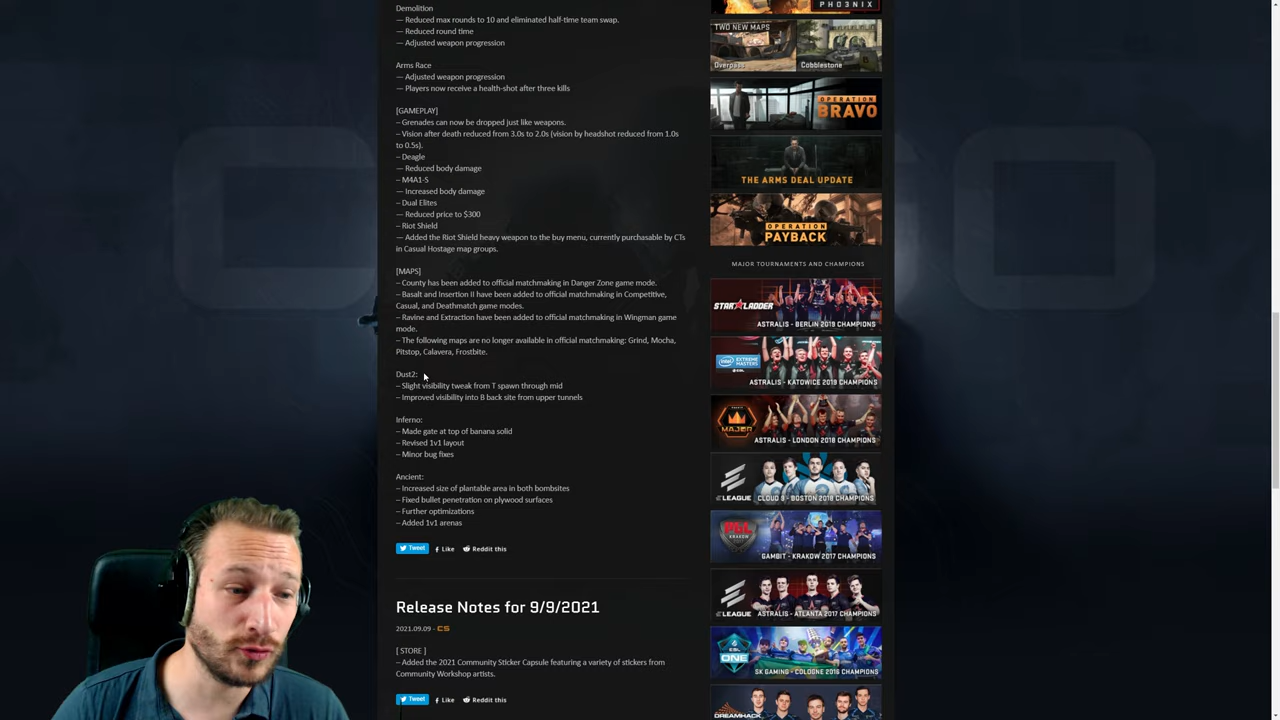 Demolition
— Reduced max rounds to 10 and eliminated half-time team swap.
— Reduced round time
— Adjusted weapon progression
Arms Race
— Adjusted weapon progression
— Players now receive a health-shot after three kills
[GAMEPLAY]
– Grenades can now be dropped just like weapons.
– Vision after death reduced from 3.0s to 2.0s (vision by headshot reduced from 1.0s
to 0.5s).
– Deagle
— Reduced body damage
– M4A1-S
— Increased body damage
– Dual Elites
— Reduced price to $300
– Riot Shield
— Added the Riot Shield heavy weapon to the buy menu, currently purchasable by CTs
in Casual Hostage map groups.
[MAPS]
– County has been added to official matchmaking in Danger Zone game mode.
– Basalt and Insertion II have been added to official matchmaking in Competitive,
Casual, and Deathmatch game modes.
– Ravine and Extraction have been added to official matchmaking in Wingman game
mode.
– The following maps are no longer available in official matchmaking: Grind, Mocha,
Pitstop, Calavera, Frostbite.
Dust2:
– Slight visibility tweak from T spawn through mid
– Improved visibility into B back site from upper tunnels
Inferno:
– Made gate at top of banana solid
– Revised 1v1 layout
– Minor bug fixes
Ancient:
– Increased size of plantable area in both bombsites
– Fixed bullet penetration on plywood surfaces
– Further optimizations
– Added 1v1 arenas
Tweet Like Reddit this
Release Notes for 9/9/2021
2021.09.09 - CS
[ STORE ]
– Added the 2021 Community Sticker Capsule featuring a variety of stickers from
Community Workshop artists.
Tweet Like Reddit this
PHOENIX
TWO NEW MAPS
Overpass Cobblestone
OPERATION
BRAVO
THE ARMS DEAL UPDATE
OPERATION
PAYBACK
MAJOR TOURNAMENTS AND CHAMPIONS
STARLADDER
ASTRALIS - BERLIN 2019 CHAMPIONS
intel EXTREME
MASTERS
ESL
ASTRALIS - KATOWICE 2019 CHAMPIONS
MAJOR
ASTRALIS - LONDON 2018 CHAMPIONS
ELEAGUE
CLOUD 9 - BOSTON 2018 CHAMPIONS
PGL
KRAKOW
GAMBIT - KRAKOW 2017 CHAMPIONS
ELEAGUE
ASTRALIS - ATLANTA 2017 CHAMPIONS
ESL
ONE
SK GAMING - COLOGNE 2016 CHAMPIONS
DREAMHACK